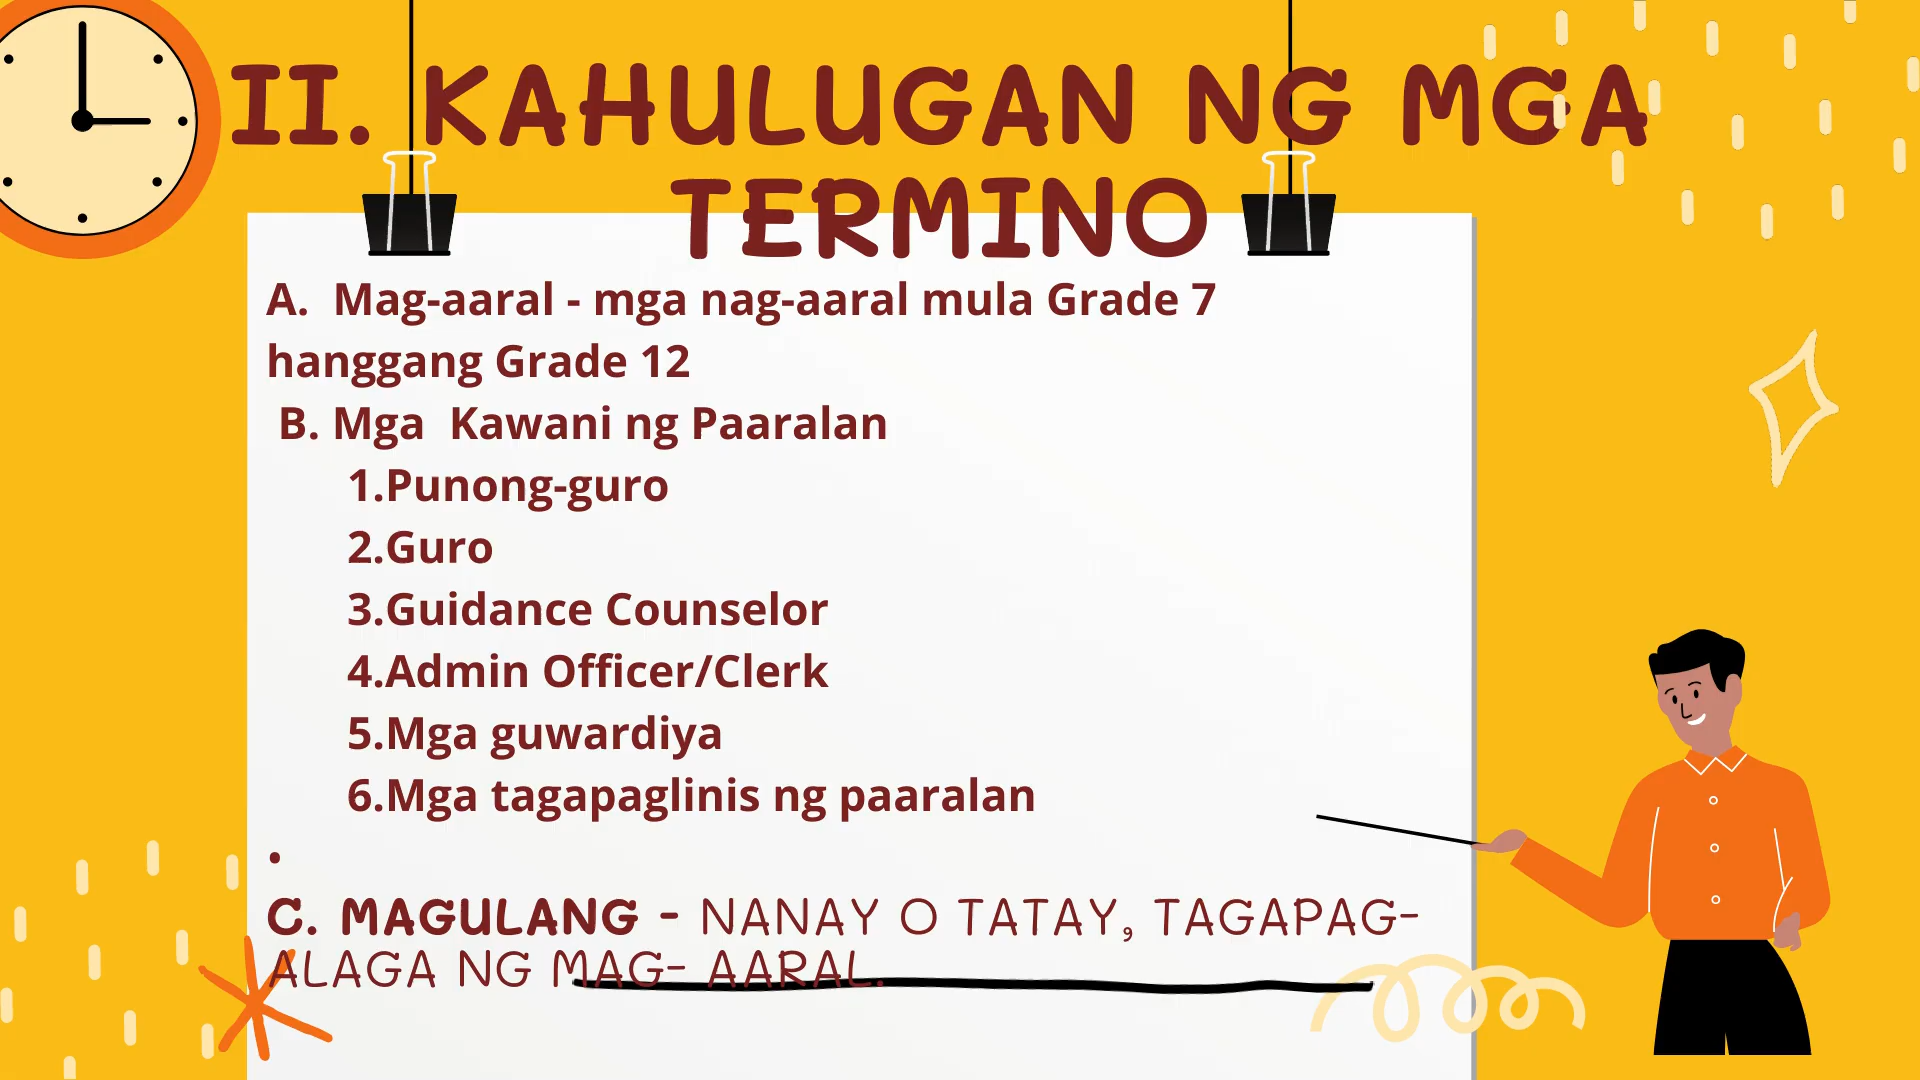 II. KAHULUGAN NG MGA
TERMINO
A. Mag-aaral - mga nag-aaral mula Grade 7
hanggang Grade 12
B. Mga Kawani ng Paaralan
1.Punong-guro
2.Guro
3.Guidance Counselor
4.Admin Officer/Clerk
5.Mga guwardiya
6.Mga tagapaglinis ng paaralan
•
C. MAGULANG - NANAY O TATAY, TAGAPAG-
ALAGA NG MAG- AARAL.